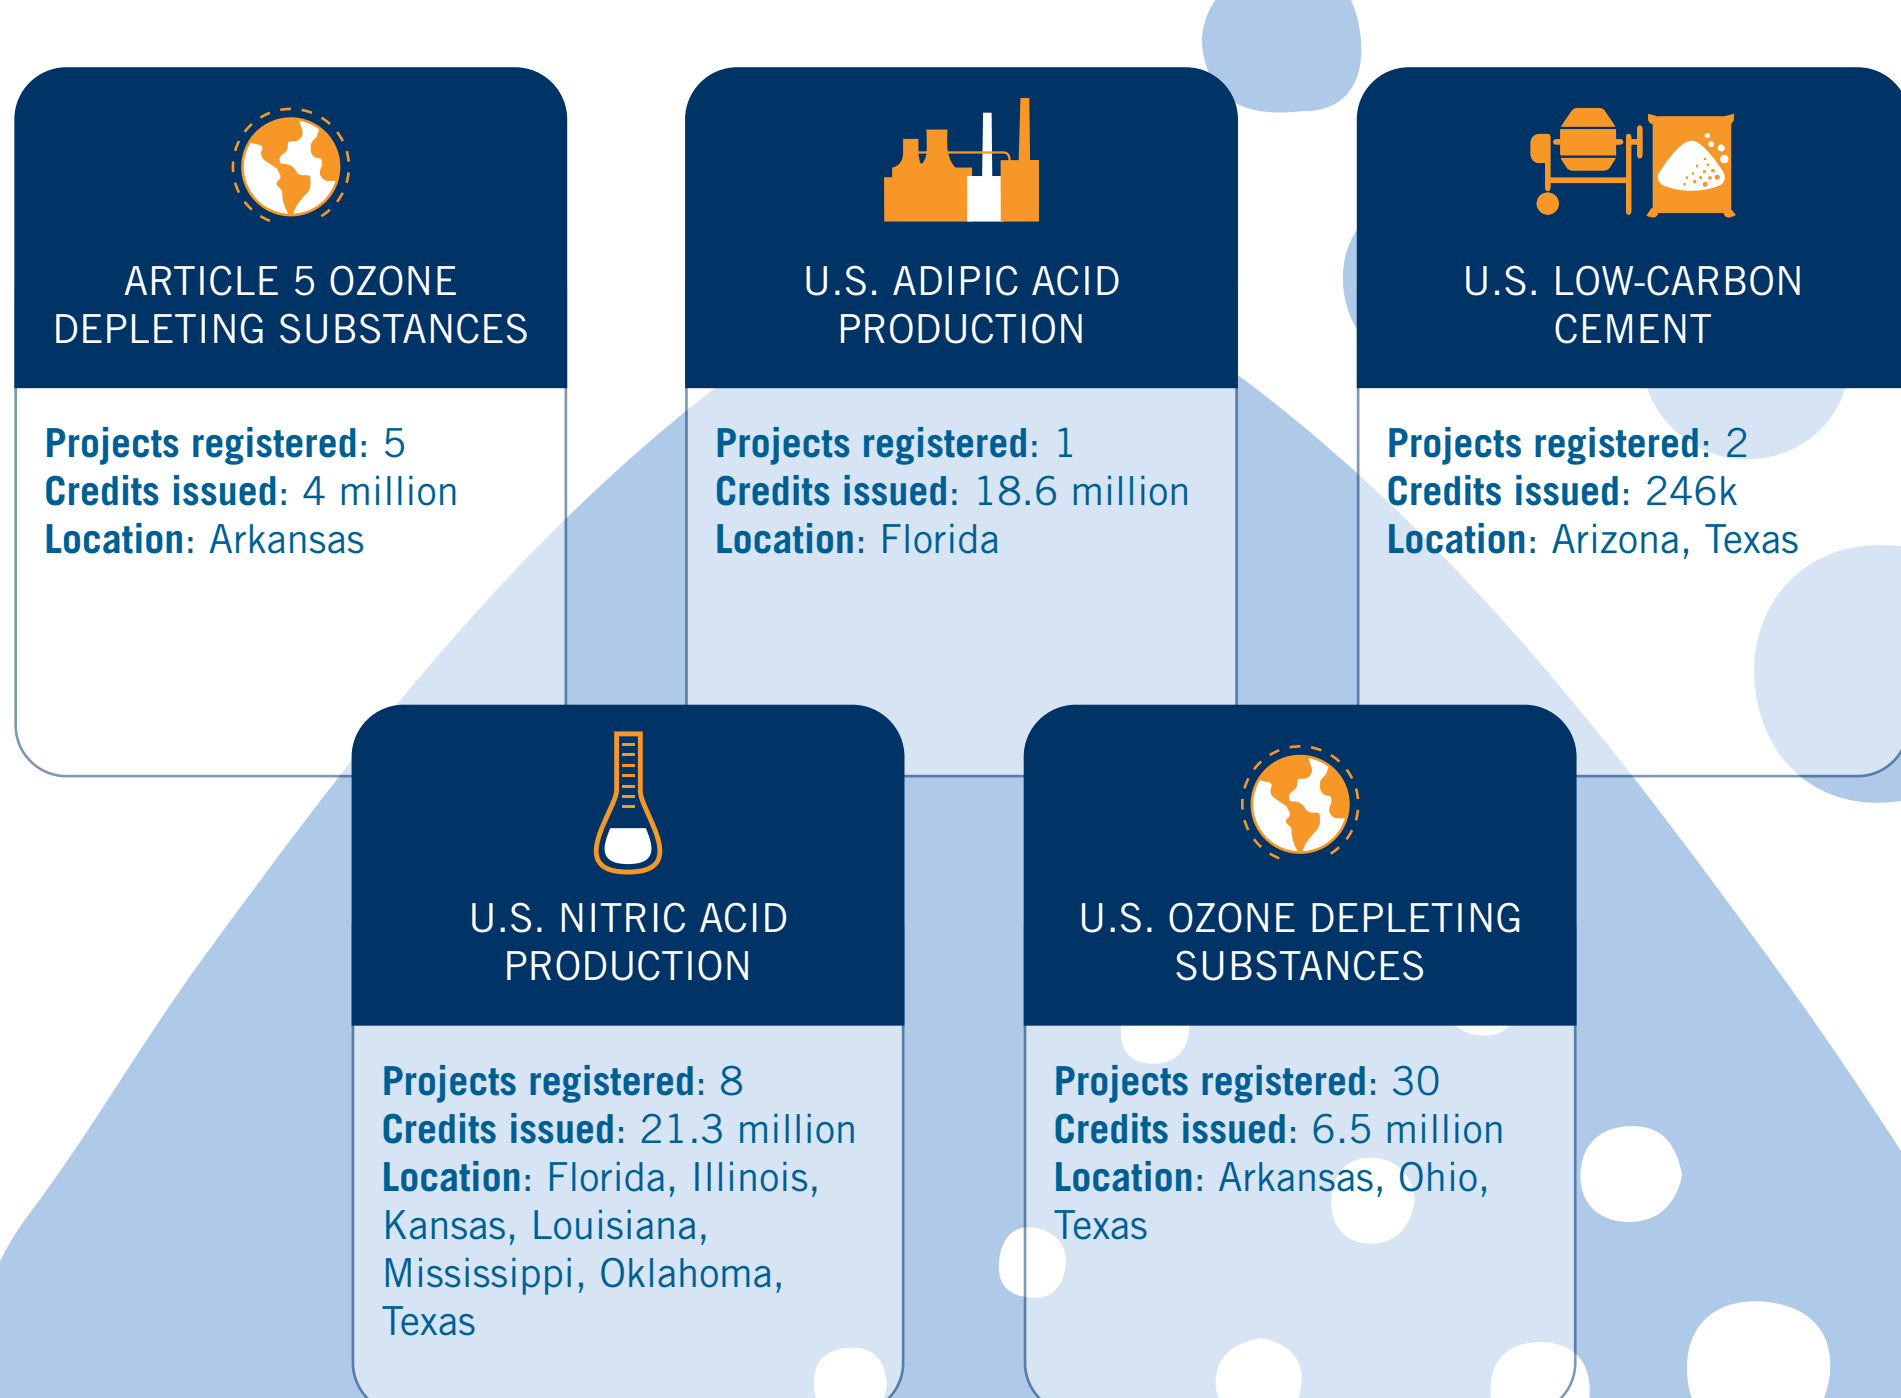 ARTICLE 5 OZONE
DEPLETING SUBSTANCES
Projects registered: 5
Credits issued: 4 million
Location: Arkansas
U.S. ADIPIC ACID
PRODUCTION
Projects registered: 1
Credits issued: 18.6 million
Location: Florida
U.S. LOW-CARBON
CEMENT
Projects registered: 2
Credits issued: 246k
Location: Arizona, Texas
U.S. NITRIC ACID
PRODUCTION
Projects registered: 8
Credits issued: 21.3 million
Location: Florida, Illinois,
Kansas, Louisiana,
Mississippi, Oklahoma,
Texas
U.S. OZONE DEPLETING
SUBSTANCES
Projects registered: 30
Credits issued: 6.5 million
Location: Arkansas, Ohio,
Texas